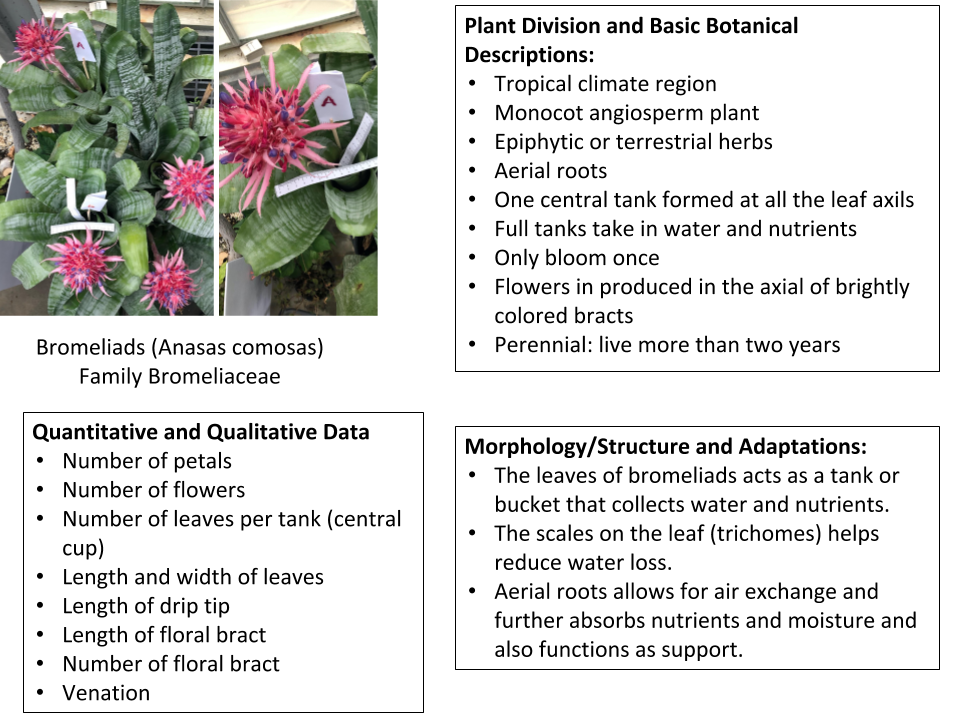 A
A
Bromeliads (Anasas comosas)
Family Bromeliaceae
Plant Division and Basic Botanical
Descriptions:
• Tropical climate region
• Monocot angiosperm plant
• Epiphytic or terrestrial herbs
• Aerial roots
• One central tank formed at all the leaf axils
• Full tanks take in water and nutrients
• Only bloom once
• Flowers in produced in the axial of brightly
colored bracts
• Perennial: live more than two years
Quantitative and Qualitative Data
• Number of petals
• Number of flowers
• Number of leaves per tank (central
cup)
• Length and width of leaves
• Length of drip tip
• Length of floral bract
• Number of floral bract
• Venation
Morphology/Structure and Adaptations:
• The leaves of bromeliads acts as a tank or
bucket that collects water and nutrients.
• The scales on the leaf (trichomes) helps
reduce water loss.
• Aerial roots allows for air exchange and
further absorbs nutrients and moisture and
also functions as support.